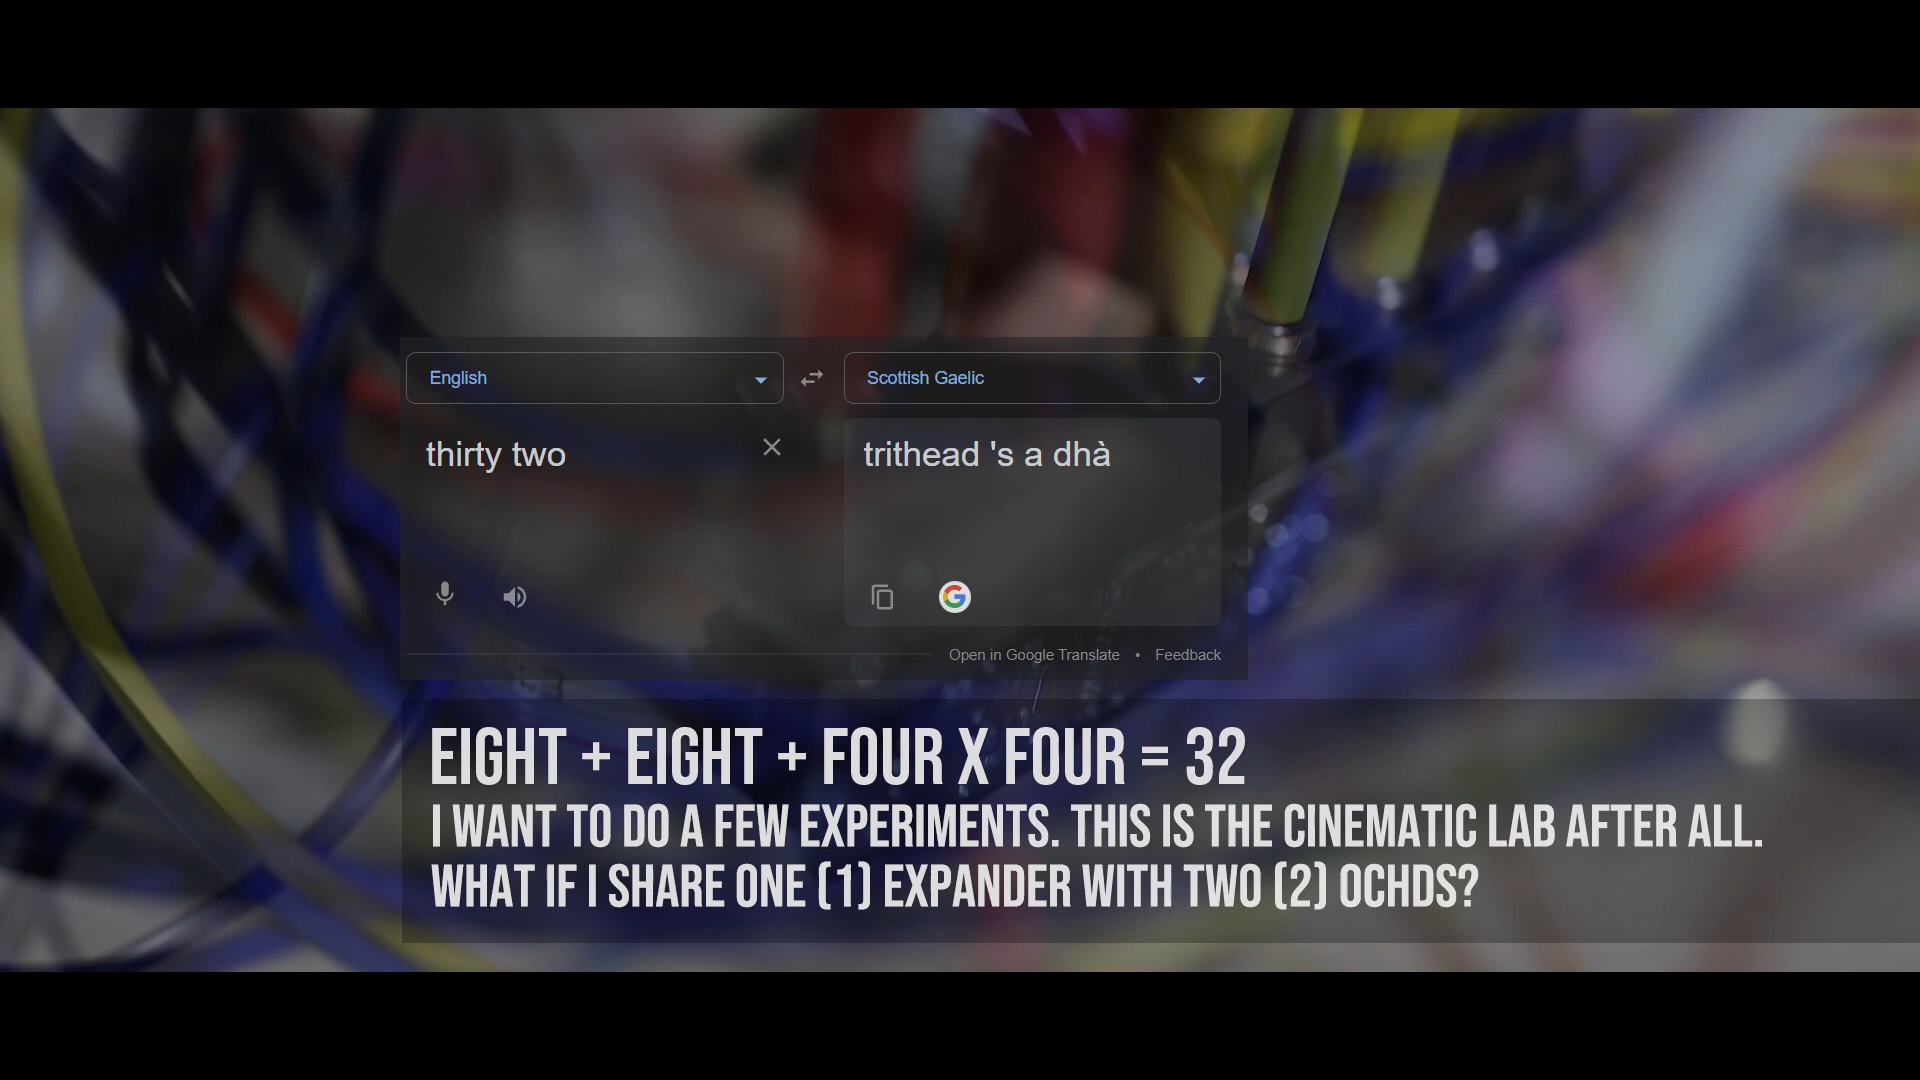 English
Scottish Gaelic
thirty two
trithead 's a dhà
Open in Google Translate • Feedback
EIGHT + EIGHT + FOUR X FOUR = 32
I WANT TO DO A FEW EXPERIMENTS. THIS IS THE CINEMATIC LAB AFTER ALL.
WHAT IF I SHARE ONE (1) EXPANDER WITH TWO (2) OCHDS?